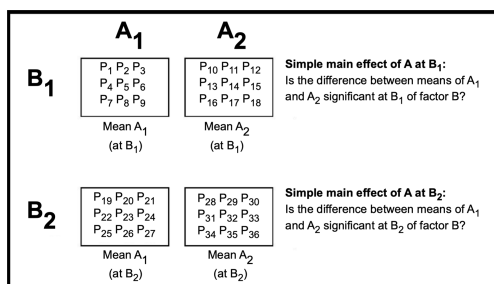 A₁ A₂
B₁
P₁ P₂ P₃
P₄ P₅ P₆
P₇ P₈ P₉
Mean A₁
(at B₁)
P₁₀ P₁₁ P₁₂
P₁₃ P₁₄ P₁₅
P₁₆ P₁₇ P₁₈
Mean A₂
(at B₁)
Simple main effect of A at B₁:
Is the difference between means of A₁
and A₂ significant at B₁ of factor B?
B₂
P₁₉ P₂₀ P₂₁
P₂₂ P₂₃ P₂₄
P₂₅ P₂₆ P₂₇
Mean A₁
(at B₂)
P₂₈ P₂₉ P₃₀
P₃₁ P₃₂ P₃₃
P₃₄ P₃₅ P₃₆
Mean A₂
(at B₂)
Simple main effect of A at B₂:
Is the difference between means of A₁
and A₂ significant at B₂ of factor B?